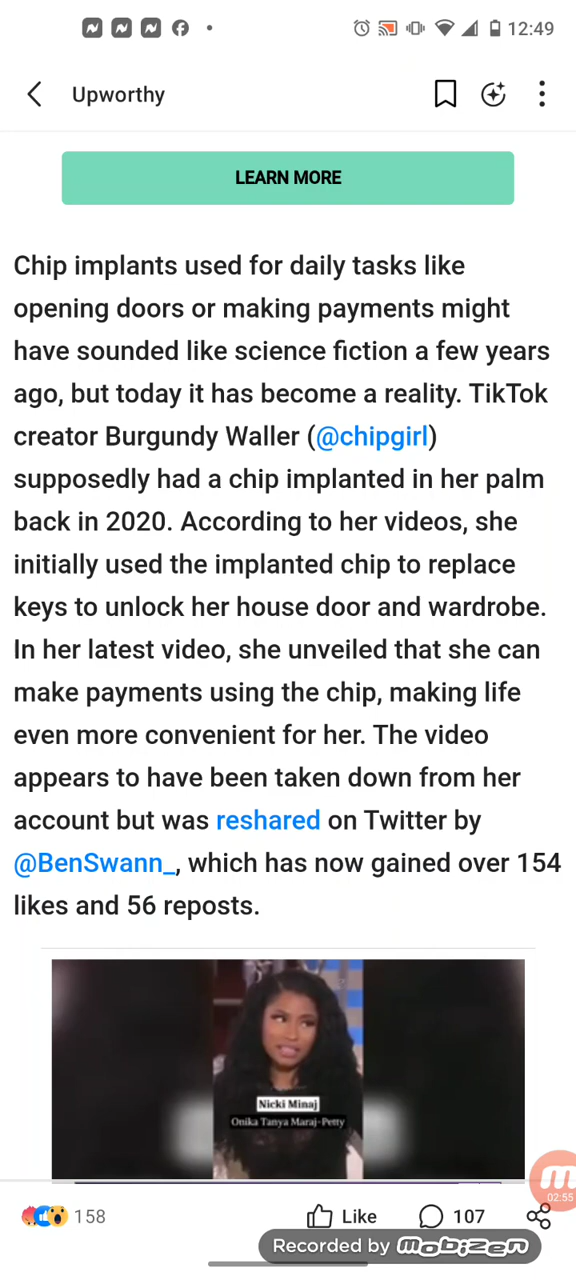 12:49
Upworthy
LEARN MORE
Chip implants used for daily tasks like
opening doors or making payments might
have sounded like science fiction a few years
ago, but today it has become a reality. TikTok
creator Burgundy Waller (@chipgirl)
supposedly had a chip implanted in her palm
back in 2020. According to her videos, she
initially used the implanted chip to replace
keys to unlock her house door and wardrobe.
In her latest video, she unveiled that she can
make payments using the chip, making life
even more convenient for her. The video
appears to have been taken down from her
account but was reshared on Twitter by
@BenSwann_, which has now gained over 154
likes and 56 reposts.
Nicki Minaj
Onika Tanya Maraj-Petty
02:55
158 Like 107
Recorded by mobizen